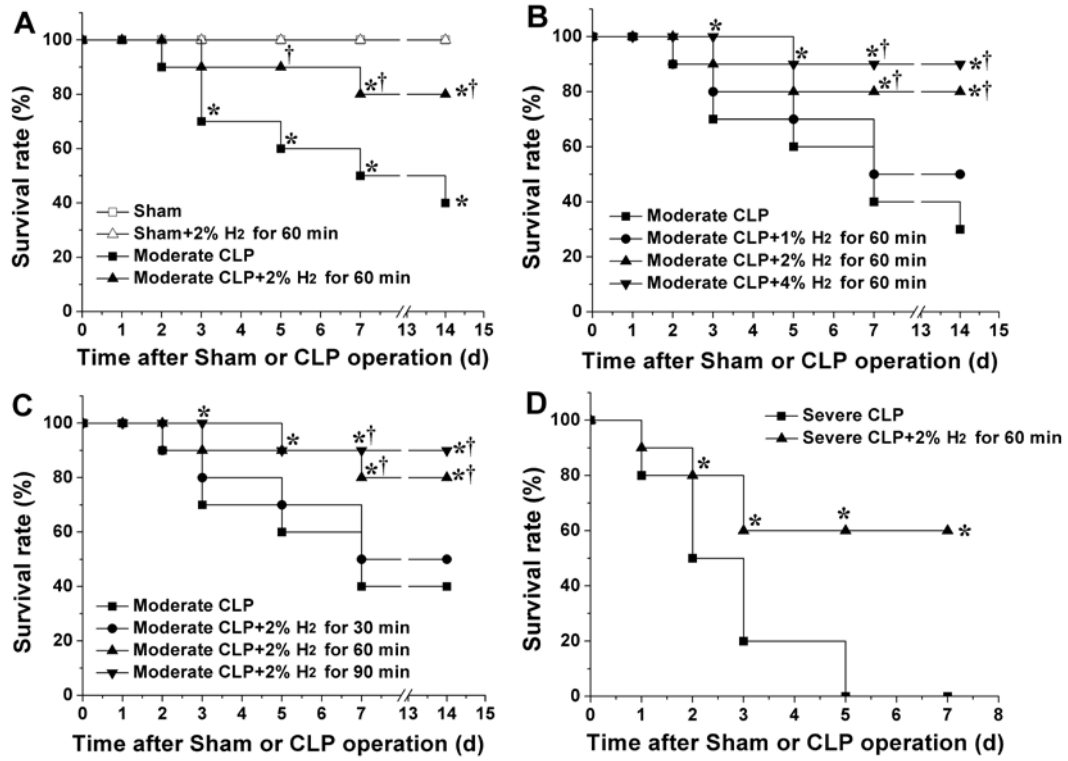 A
Survival rate (%)
100
80
60
40
20
0
* * * * † *† *†
Sham
Sham+2% H2 for 60 min
Moderate CLP
Moderate CLP+2% H2 for 60 min
0 1 2 3 4 5 6 7 13 14 15
Time after Sham or CLP operation (d)
B
Survival rate (%)
100
80
60
40
20
0
* * *† *†
*† *†
Moderate CLP
Moderate CLP+1% H2 for 60 min
Moderate CLP+2% H2 for 60 min
Moderate CLP+4% H2 for 60 min
0 1 2 3 4 5 6 7 13 14 15
Time after Sham or CLP operation (d)
C
Survival rate (%)
100
80
60
40
20
0
* * *† *†
*† *†
Moderate CLP
Moderate CLP+2% H2 for 30 min
Moderate CLP+2% H2 for 60 min
Moderate CLP+2% H2 for 90 min
0 1 2 3 4 5 6 7 13 14 15
Time after Sham or CLP operation (d)
D
Survival rate (%)
100
80
60
40
20
0
Severe CLP
Severe CLP+2% H2 for 60 min
* * * *
0 1 2 3 4 5 6 7 8
Time after Sham or CLP operation (d)